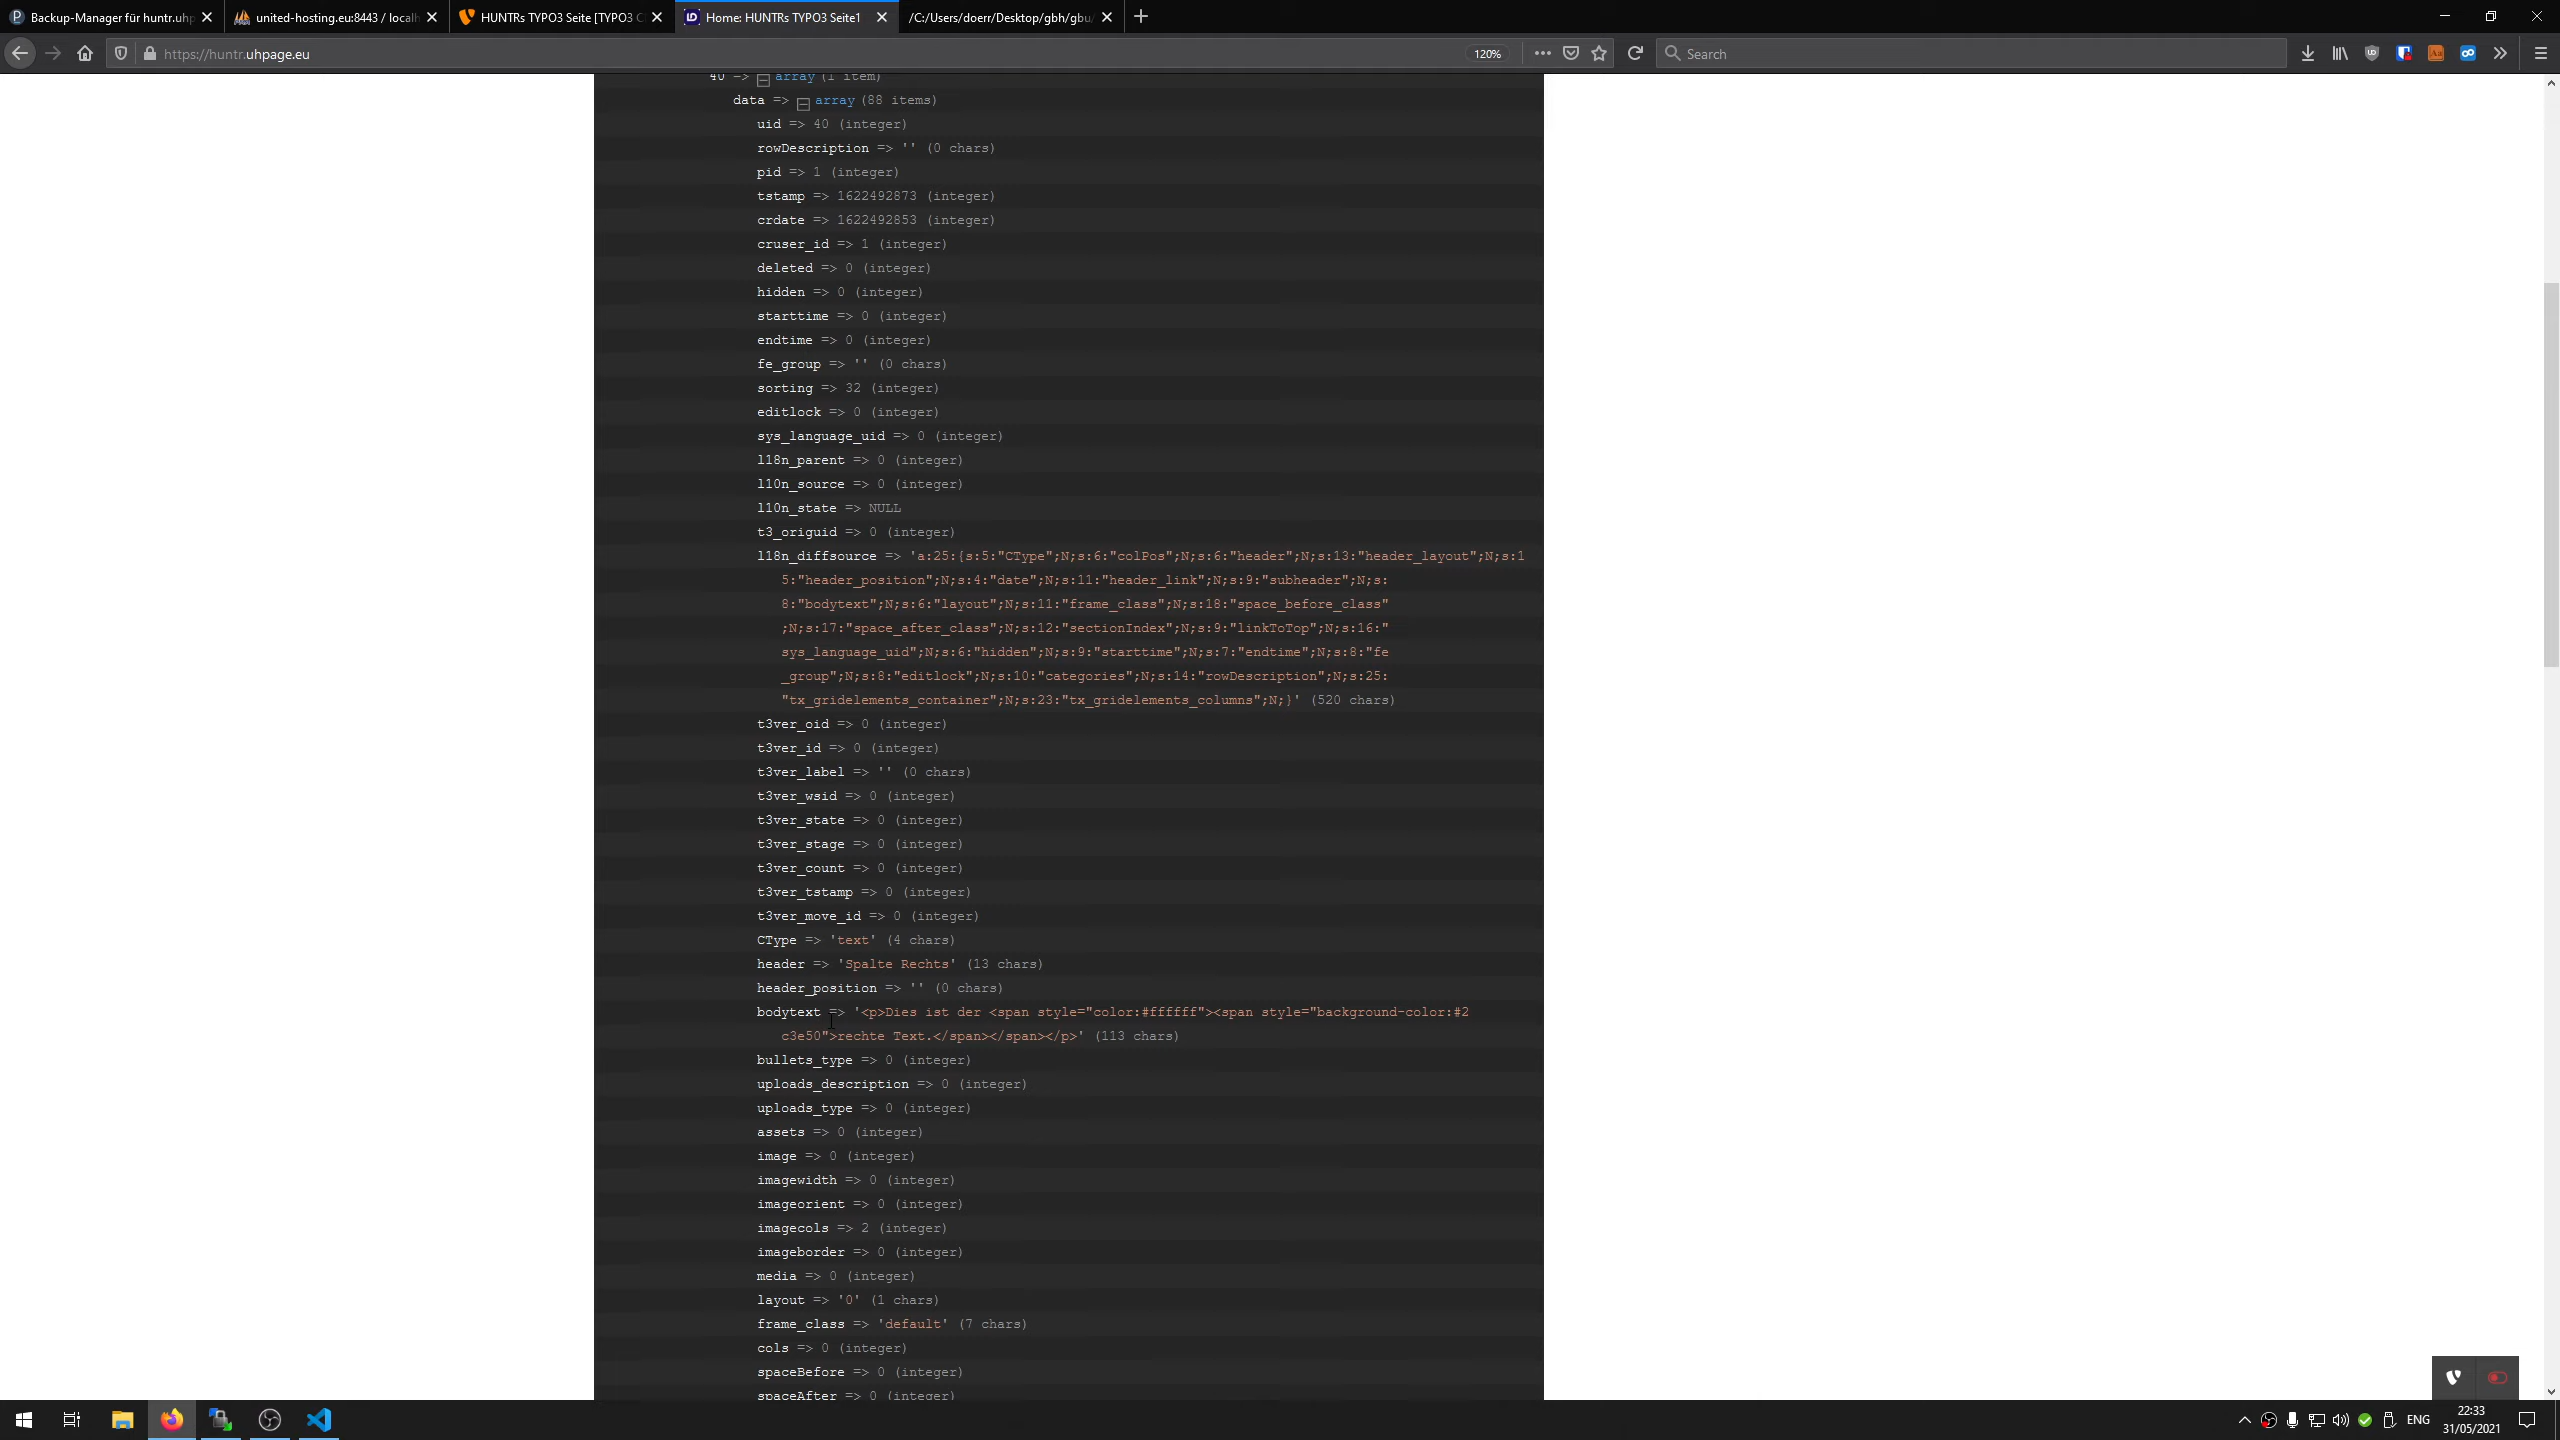 Backup-Manager für huntr.uhp
united-hosting.eu:8443 / localh
HUNTRs TYPO3 Seite [TYPO3 C
Home: HUNTRs TYPO3 Seite1
/C:/Users/doerr/Desktop/gbh/gbu/
https://huntr.uhpage.eu
120%
Search
40 => array (1 item)
data => array (88 items)
uid => 40 (integer)
rowDescription => '' (0 chars)
pid => 1 (integer)
tstamp => 1622492873 (integer)
crdate => 1622492853 (integer)
cruser_id => 1 (integer)
deleted => 0 (integer)
hidden => 0 (integer)
starttime => 0 (integer)
endtime => 0 (integer)
fe_group => '' (0 chars)
sorting => 32 (integer)
editlock => 0 (integer)
sys_language_uid => 0 (integer)
l18n_parent => 0 (integer)
l10n_source => 0 (integer)
l10n_state => NULL
t3_origuid => 0 (integer)
l18n_diffsource => 'a:25:{s:5:"CType";N;s:6:"colPos";N;s:6:"header";N;s:13:"header_layout";N;s:1
5:"header_position";N;s:4:"date";N;s:11:"header_link";N;s:9:"subheader";N;s:
8:"bodytext";N;s:6:"layout";N;s:11:"frame_class";N;s:18:"space_before_class"
;N;s:17:"space_after_class";N;s:12:"sectionIndex";N;s:9:"linkToTop";N;s:16:"
sys_language_uid";N;s:6:"hidden";N;s:9:"starttime";N;s:7:"endtime";N;s:8:"fe
_group";N;s:8:"editlock";N;s:10:"categories";N;s:14:"rowDescription";N;s:25:
"tx_gridelements_container";N;s:23:"tx_gridelements_columns";N;}' (520 chars)
t3ver_oid => 0 (integer)
t3ver_id => 0 (integer)
t3ver_label => '' (0 chars)
t3ver_wsid => 0 (integer)
t3ver_state => 0 (integer)
t3ver_stage => 0 (integer)
t3ver_count => 0 (integer)
t3ver_tstamp => 0 (integer)
t3ver_move_id => 0 (integer)
CType => 'text' (4 chars)
header => 'Spalte Rechts' (13 chars)
header_position => '' (0 chars)
bodytext => '<p>Dies ist der <span style="color:#ffffff"><span style="background-color:#2
c3e50">rechte Text.</span></span></p>' (113 chars)
bullets_type => 0 (integer)
uploads_description => 0 (integer)
uploads_type => 0 (integer)
assets => 0 (integer)
image => 0 (integer)
imagewidth => 0 (integer)
imageorient => 0 (integer)
imagecols => 2 (integer)
imageborder => 0 (integer)
media => 0 (integer)
layout => '0' (1 chars)
frame_class => 'default' (7 chars)
cols => 0 (integer)
spaceBefore => 0 (integer)
spaceAfter => 0 (integer)
ENG
22:33
31/05/2021